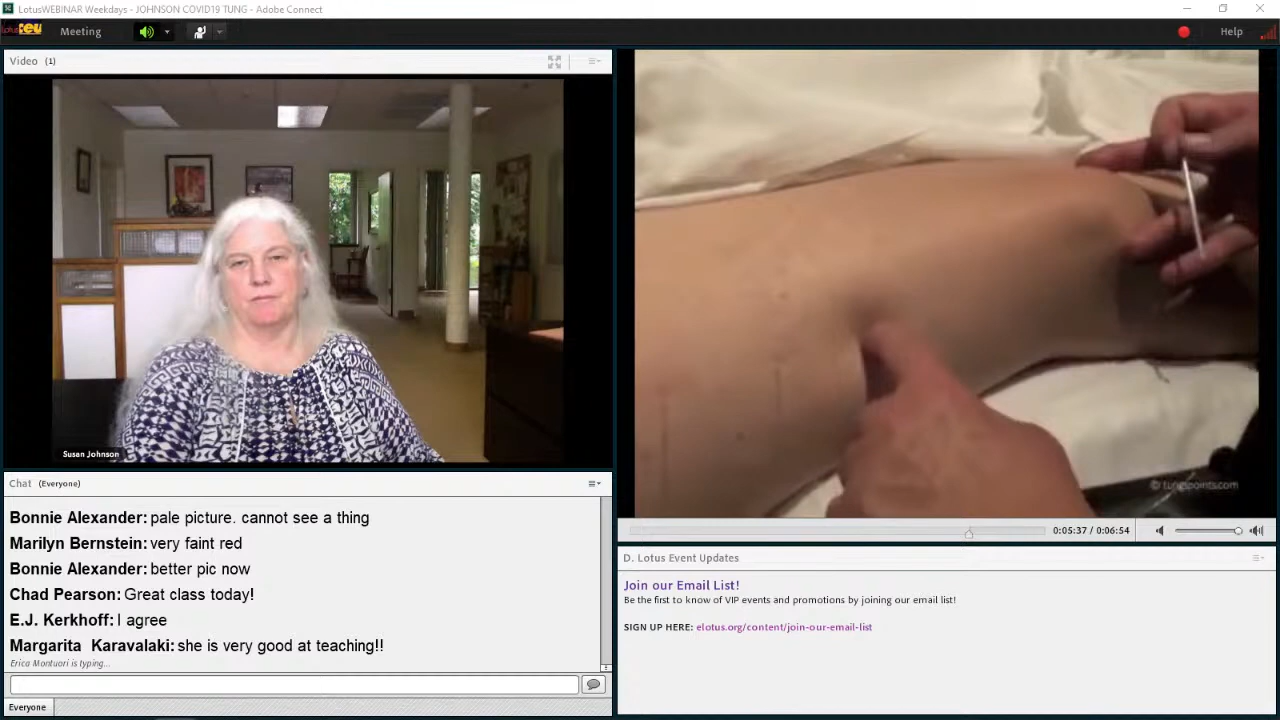 LotusWEBINAR Weekdays - JOHNSON COVID19 TUNG - Adobe Connect
Meeting
Help
Video (1)
Susan Johnson
© tungspoints.com
0:05:37 / 0:06:54
Chat (Everyone)
Bonnie Alexander: pale picture. cannot see a thing
Marilyn Bernstein: very faint red
Bonnie Alexander: better pic now
Chad Pearson: Great class today!
E.J. Kerkhoff: I agree
Margarita Karavalaki: she is very good at teaching!!
Erica Montuori is typing...
Everyone
D. Lotus Event Updates
Join our Email List!
Be the first to know of VIP events and promotions by joining our email list!
SIGN UP HERE: elotus.org/content/join-our-email-list